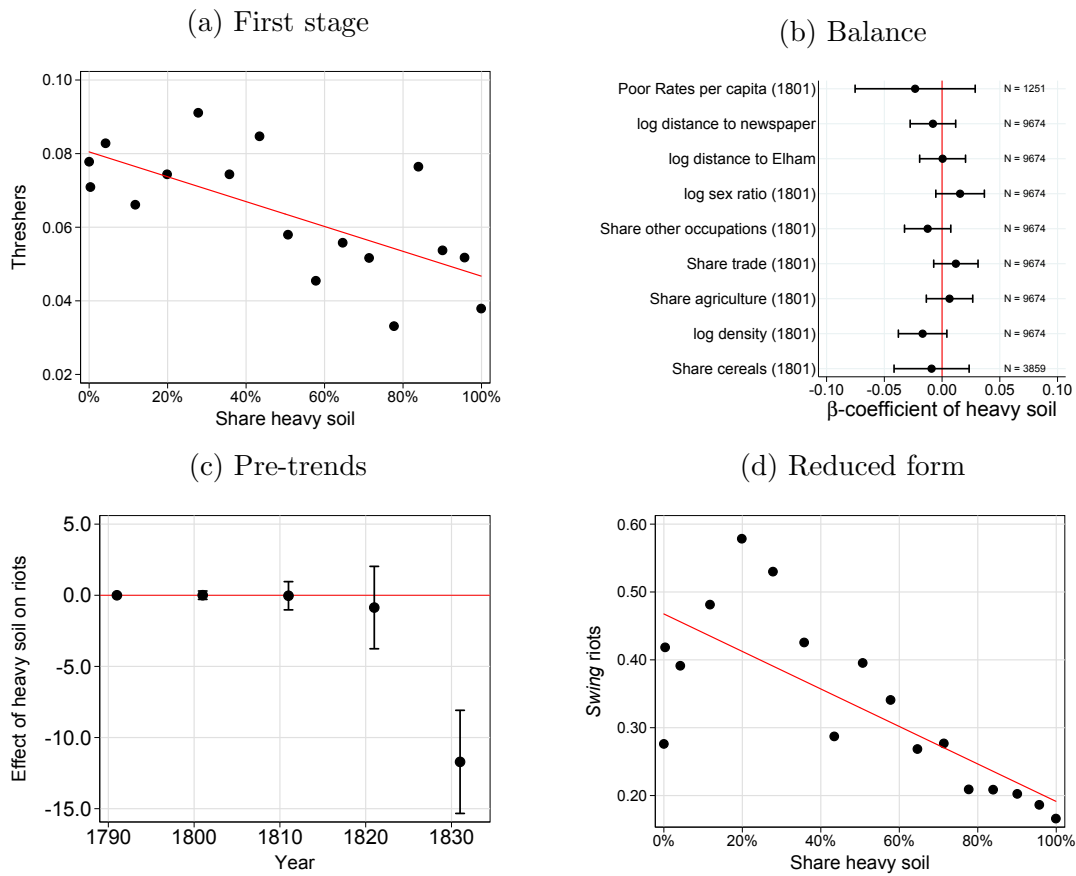 (a) First stage
0.10
0.08
0.06
0.04
0.02
Threshers
0% 20% 40% 60% 80% 100%
Share heavy soil
(b) Balance
Poor Rates per capita (1801) N = 1251
log distance to newspaper N = 9674
log distance to Elham N = 9674
log sex ratio (1801) N = 9674
Share other occupations (1801) N = 9674
Share trade (1801) N = 9674
Share agriculture (1801) N = 9674
log density (1801) N = 9674
Share cereals (1801) N = 3859
-0.10 -0.05 0.00 0.05 0.10
β-coefficient of heavy soil
(c) Pre-trends
5.0
0.0
-5.0
-10.0
-15.0
Effect of heavy soil on riots
1790 1800 1810 1820 1830
Year
(d) Reduced form
0.60
0.50
0.40
0.30
0.20
Swing riots
0% 20% 40% 60% 80% 100%
Share heavy soil